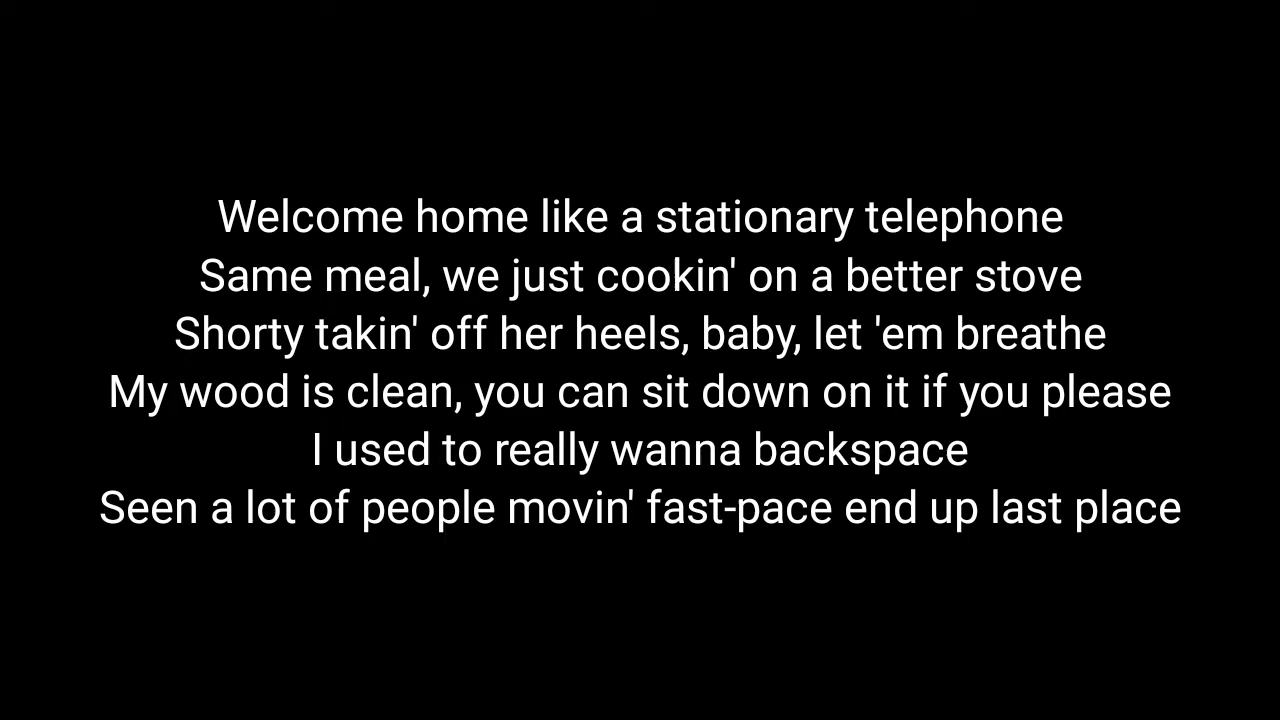 Welcome home like a stationary telephone
Same meal, we just cookin' on a better stove
Shorty takin' off her heels, baby, let 'em breathe
My wood is clean, you can sit down on it if you please
I used to really wanna backspace
Seen a lot of people movin' fast-pace end up last place